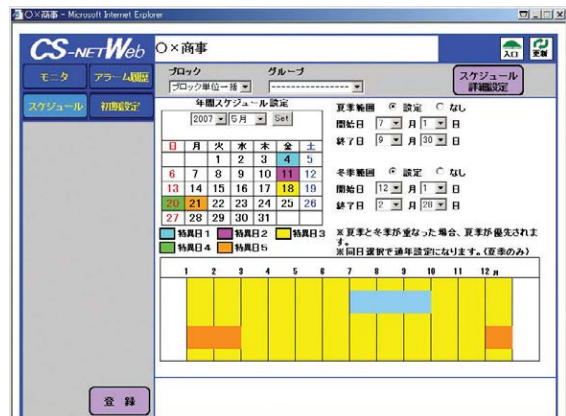 ○×商事 - Microsoft Internet Explorer
CS-NETWeb
○×商事
入口
更新
モニタ
アラーム履歴
スケジュール
初期設定
ブロック
グループ
ブロック単位一括
スケジュール
詳細設定
年間スケジュール設定
2007
5月
Set
日 月 火 水 木 金 土
1 2 3 4 5
6 7 8 9 10 11 12
13 14 15 16 17 18 19
20 21 22 23 24 25 26
27 28 29 30 31
特異日1 特異日2 特異日3
特異日4 特異日5
夏季範囲 設定 なし
開始日 7 月 1 日
終了日 9 月 30 日
冬季範囲 設定 なし
開始日 12 月 1 日
終了日 2 月 28 日
※夏季と冬季が重なった場合、夏季が優先されま
す。
※同日選択で通年設定になります。(夏季のみ)
1 2 3 4 5 6 7 8 9 10 11 12 月
登録